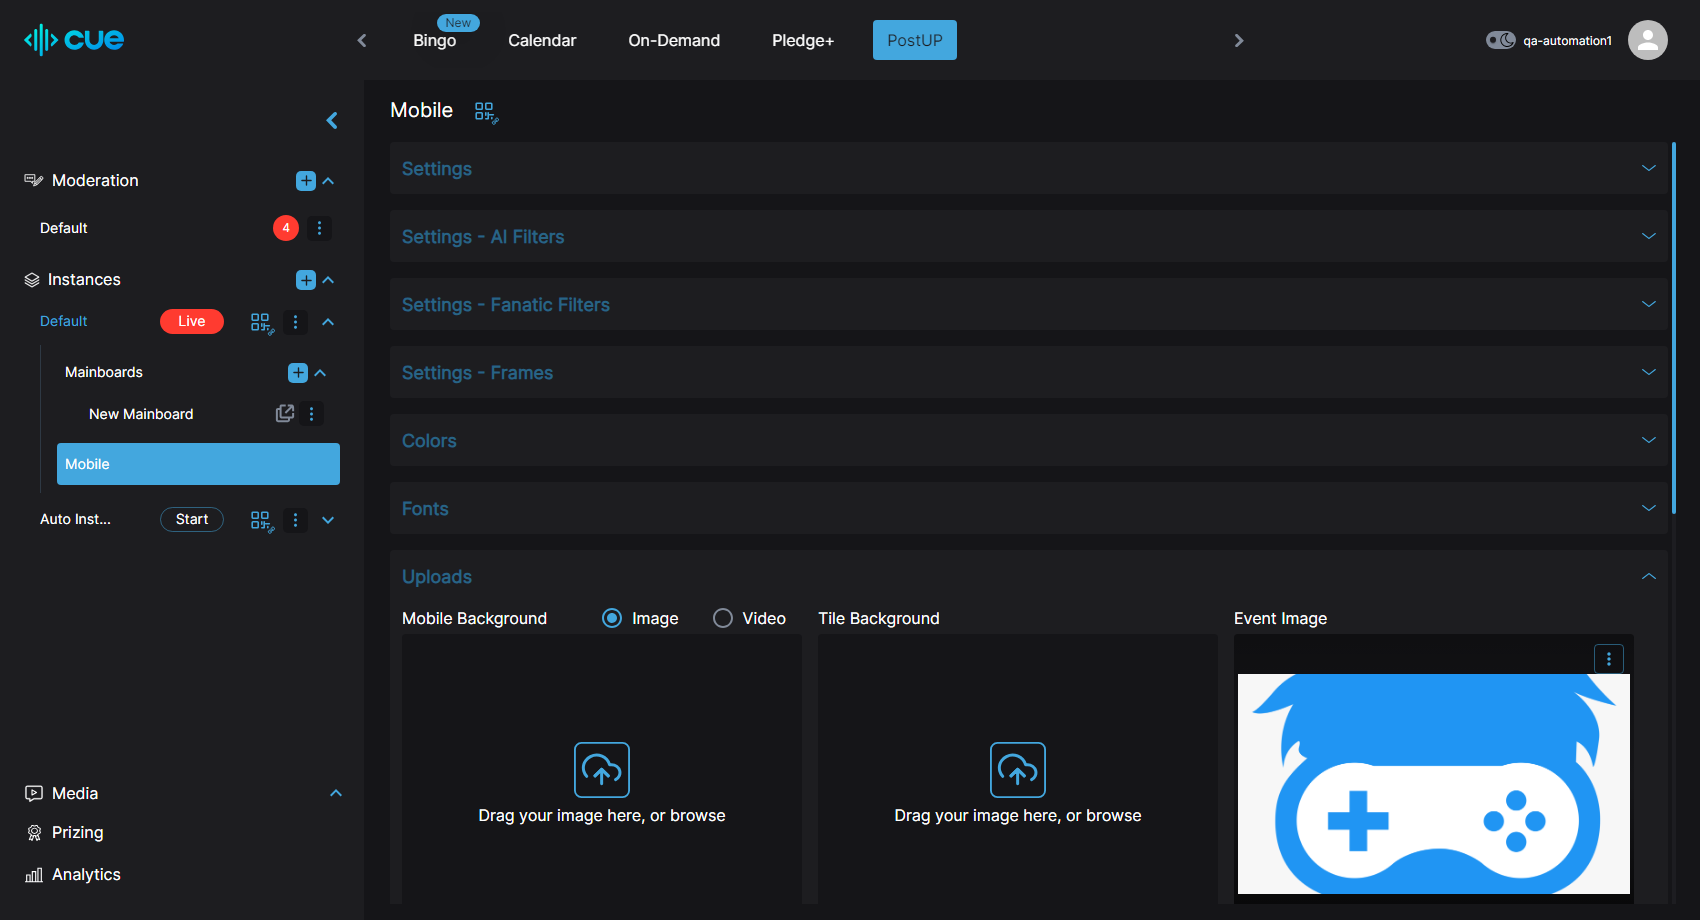 cue
New
Bingo
Calendar
On-Demand
Pledge+
PostUP
qa-automation1
Moderation
Default
4
Instances
Default
Live
Mainboards
New Mainboard
Mobile
Auto Inst...
Start
Media
Prizing
Analytics
Mobile
Settings
Settings - AI Filters
Settings - Fanatic Filters
Settings - Frames
Colors
Fonts
Uploads
Mobile Background
Image
Video
Tile Background
Event Image
Drag your image here, or browse
Drag your image here, or browse